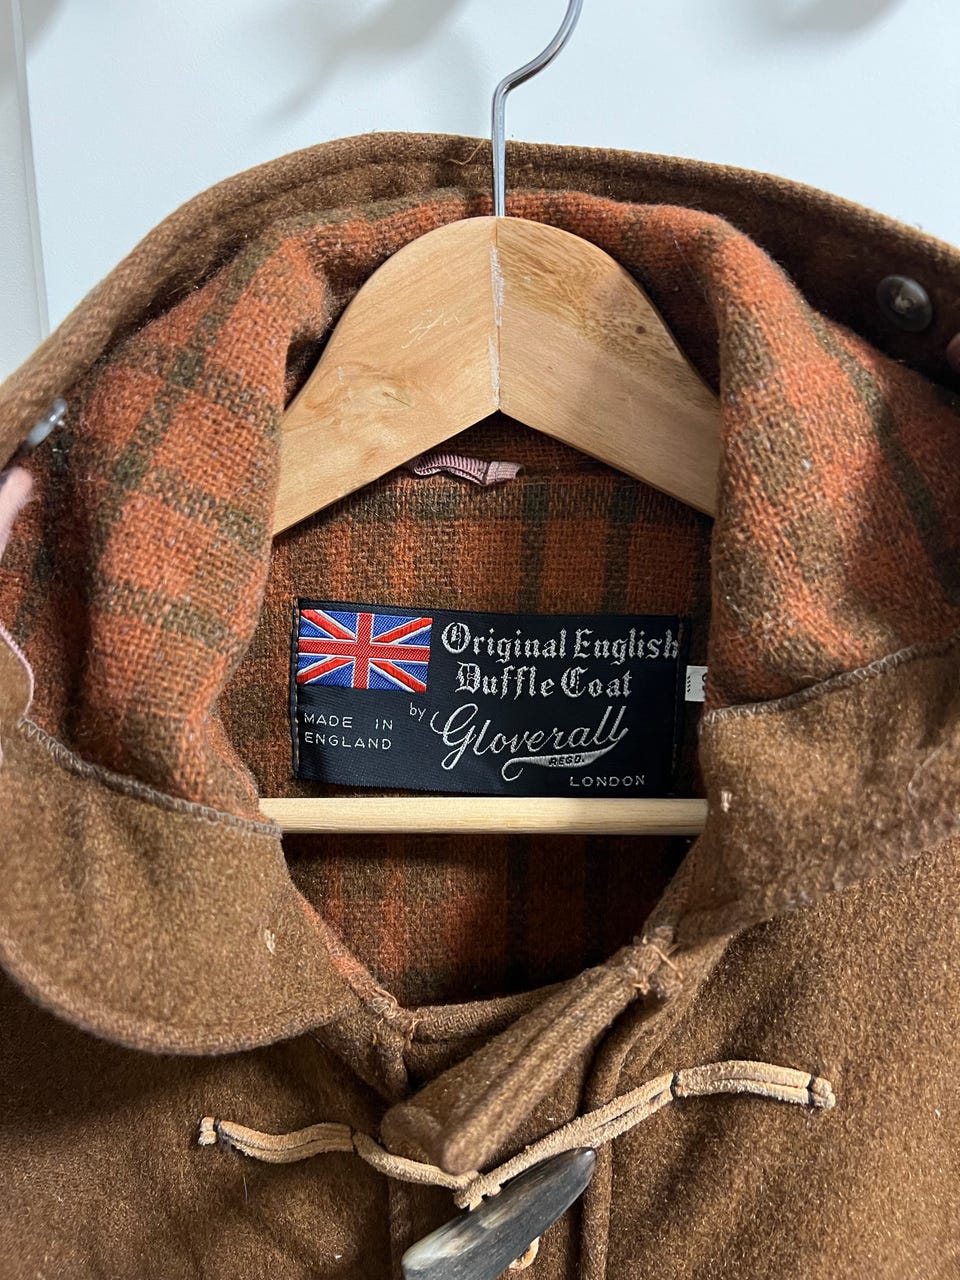 Original English
Duffle Coat
by Gloverall
REGD.
LONDON
MADE IN
ENGLAND